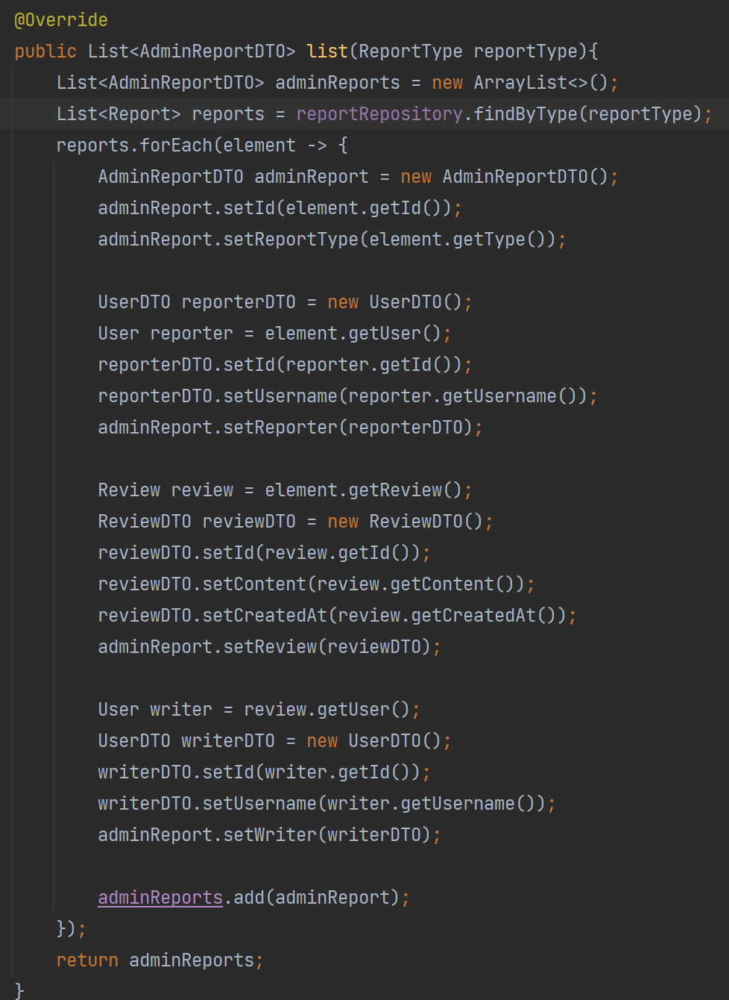 @Override
public List<AdminReportDTO> list(ReportType reportType){
    List<AdminReportDTO> adminReports = new ArrayList<>();
    List<Report> reports = reportRepository.findByType(reportType);
    reports.forEach(element -> {
        AdminReportDTO adminReport = new AdminReportDTO();
        adminReport.setId(element.getId());
        adminReport.setReportType(element.getType());

        UserDTO reporterDTO = new UserDTO();
        User reporter = element.getUser();
        reporterDTO.setId(reporter.getId());
        reporterDTO.setUsername(reporter.getUsername());
        adminReport.setReporter(reporterDTO);

        Review review = element.getReview();
        ReviewDTO reviewDTO = new ReviewDTO();
        reviewDTO.setId(review.getId());
        reviewDTO.setContent(review.getContent());
        reviewDTO.setCreatedAt(review.getCreatedAt());
        adminReport.setReview(reviewDTO);

        User writer = review.getUser();
        UserDTO writerDTO = new UserDTO();
        writerDTO.setId(writer.getId());
        writerDTO.setUsername(writer.getUsername());
        adminReport.setWriter(writerDTO);

        adminReports.add(adminReport);
    });
    return adminReports;
}